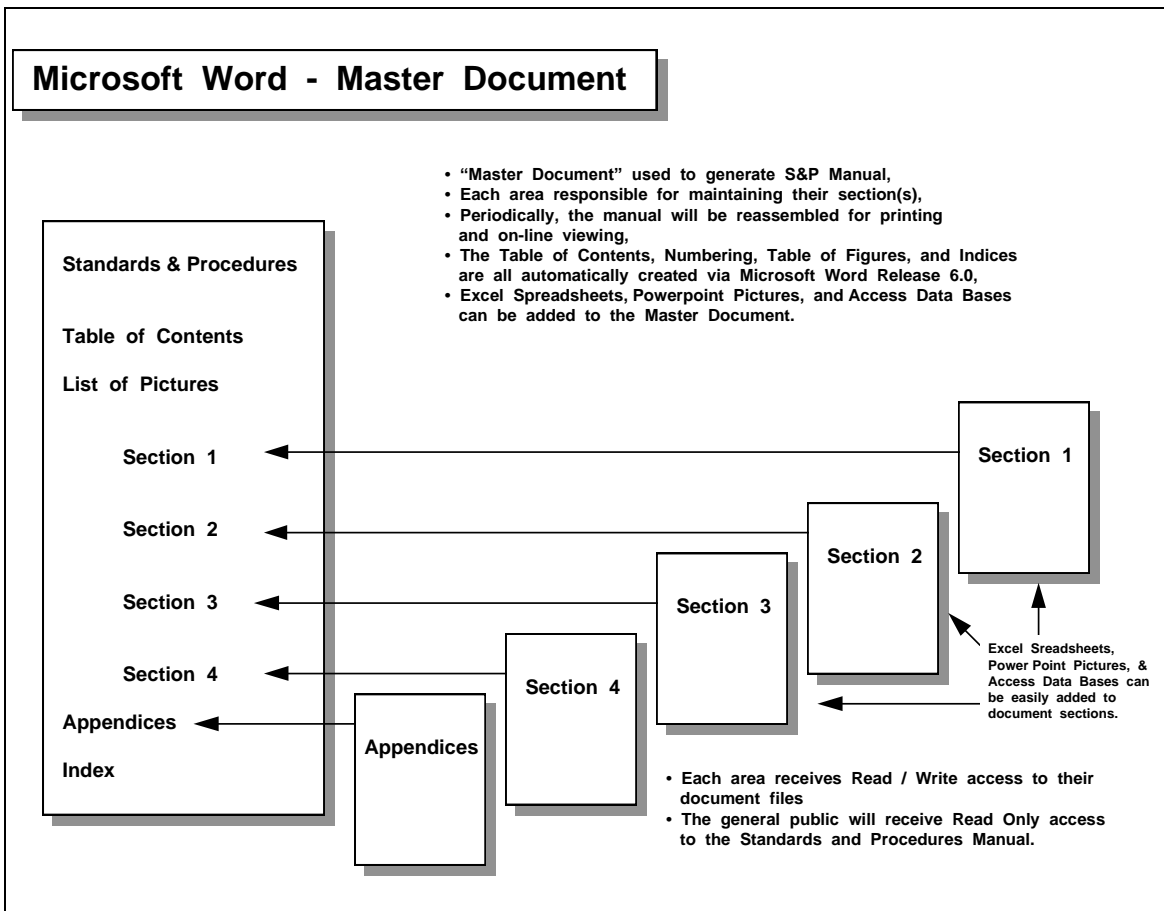 Microsoft Word - Master Document
• “Master Document” used to generate S&P Manual,
• Each area responsible for maintaining their section(s),
• Periodically, the manual will be reassembled for printing
and on-line viewing,
• The Table of Contents, Numbering, Table of Figures, and Indices
are all automatically created via Microsoft Word Release 6.0,
• Excel Spreadsheets, Powerpoint Pictures, and Access Data Bases
can be added to the Master Document.
Standards & Procedures
Table of Contents
List of Pictures
Section 1
Section 2
Section 3
Section 4
Appendices
Index
Section 1
Section 2
Section 3
Section 4
Appendices
Excel Sreadsheets,
Power Point Pictures, &
Access Data Bases can
be easily added to
document sections.
• Each area receives Read / Write access to their
document files
• The general public will receive Read Only access
to the Standards and Procedures Manual.